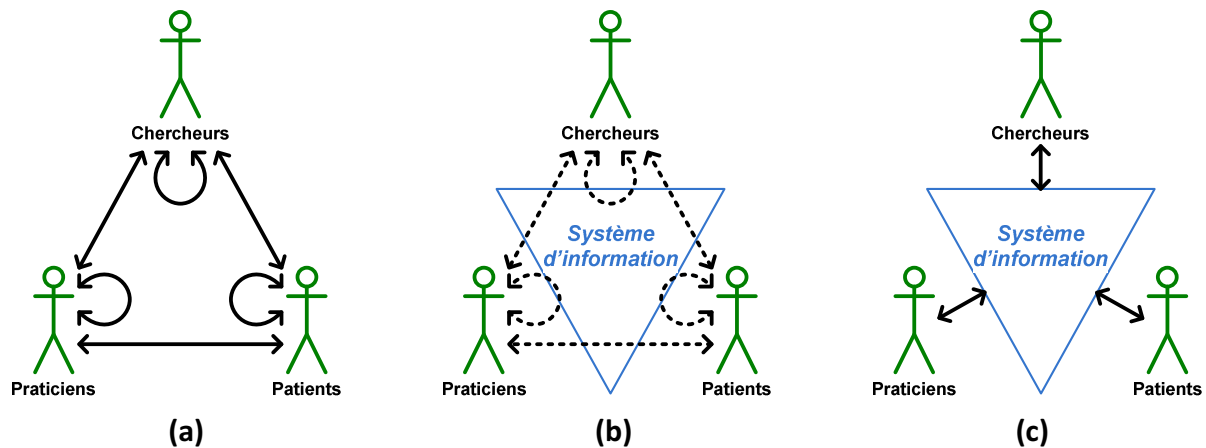 Chercheurs
Praticiens
Patients
(a)
Chercheurs
Système
d'information
Praticiens
Patients
(b)
Chercheurs
Système
d'information
Praticiens
Patients
(c)